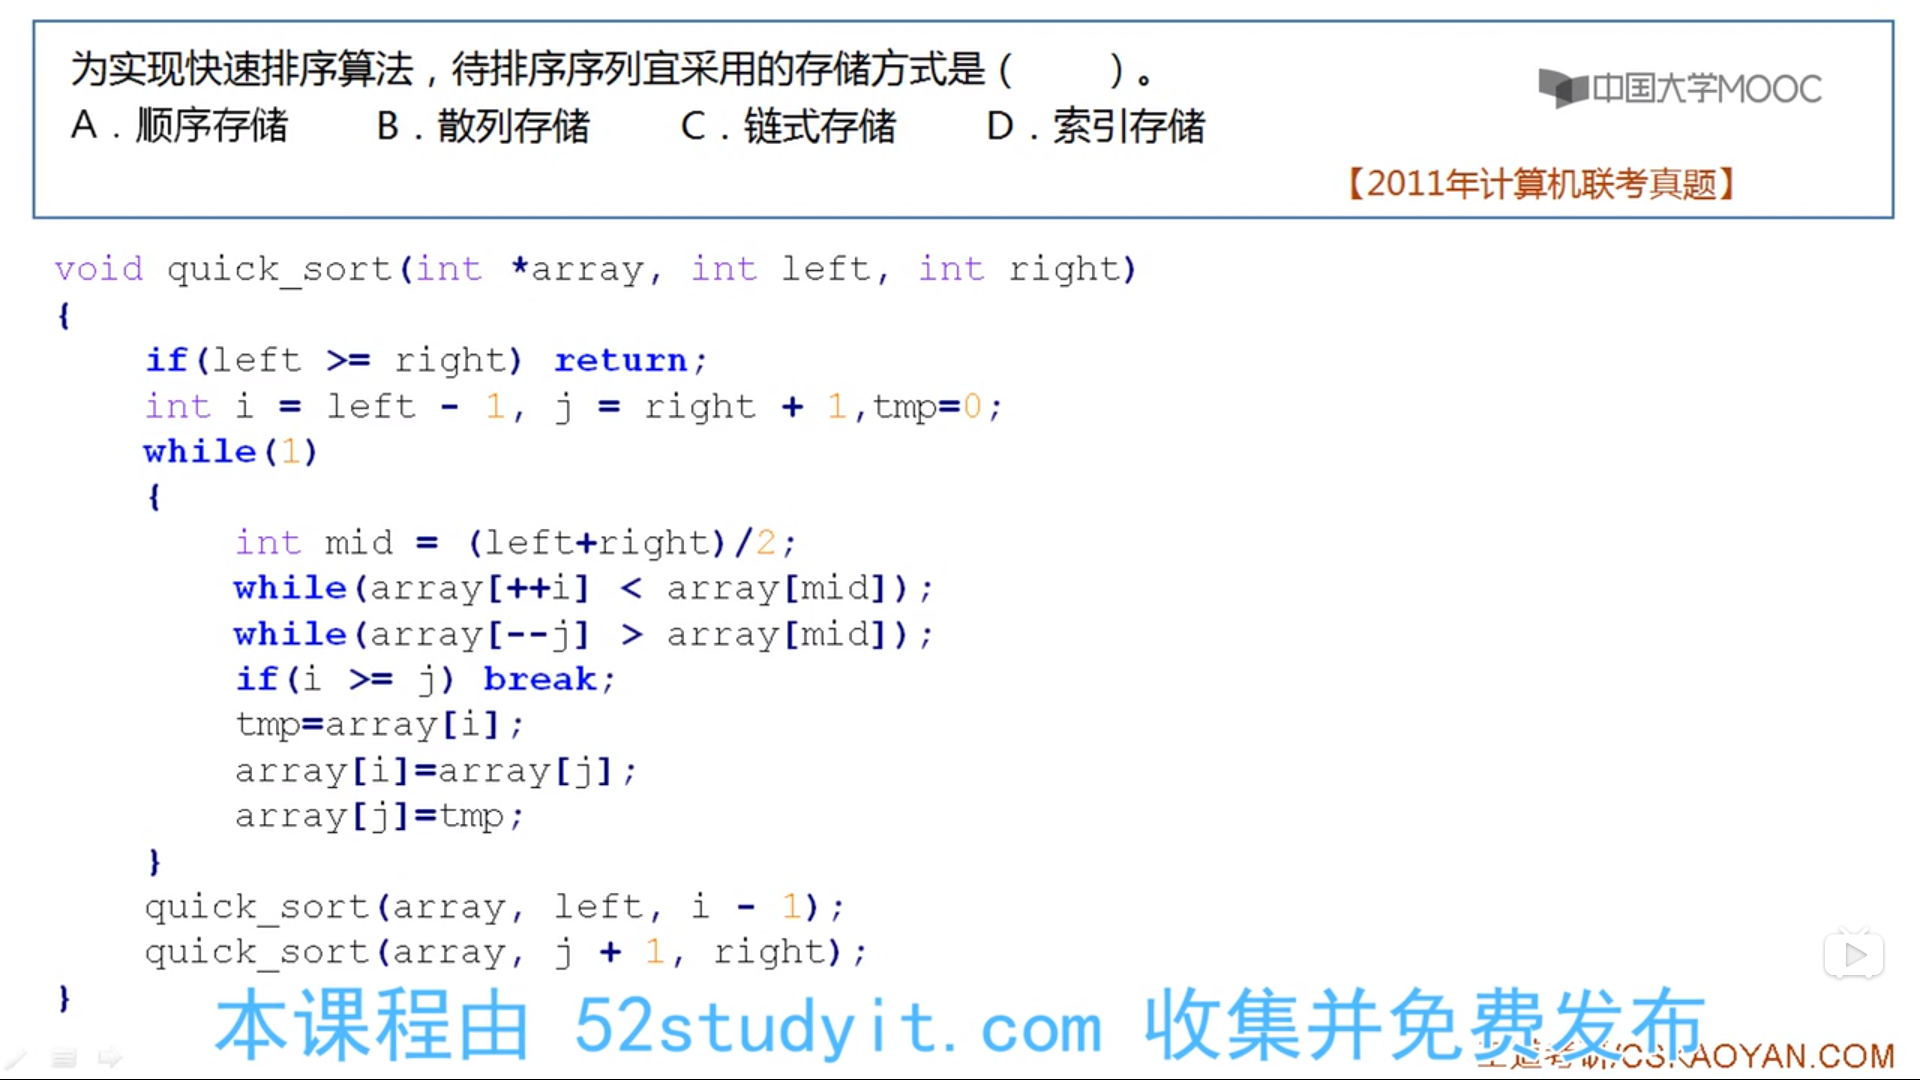 为实现快速排序算法，待排序序列宜采用的存储方式是（　　）。
A．顺序存储　　B．散列存储　　C．链式存储　　D．索引存储
中国大学MOOC
【2011年计算机联考真题】
void quick_sort(int *array, int left, int right)
{
    if(left >= right) return;
    int i = left - 1, j = right + 1,tmp=0;
    while(1)
    {
        int mid = (left+right)/2;
        while(array[++i] < array[mid]);
        while(array[--j] > array[mid]);
        if(i >= j) break;
        tmp=array[i];
        array[i]=array[j];
        array[j]=tmp;
    }
    quick_sort(array, left, i - 1);
    quick_sort(array, j + 1, right);
}
本课程由 52studyit.com 收集并免费发布
王道考研/CSKAOYAN.COM